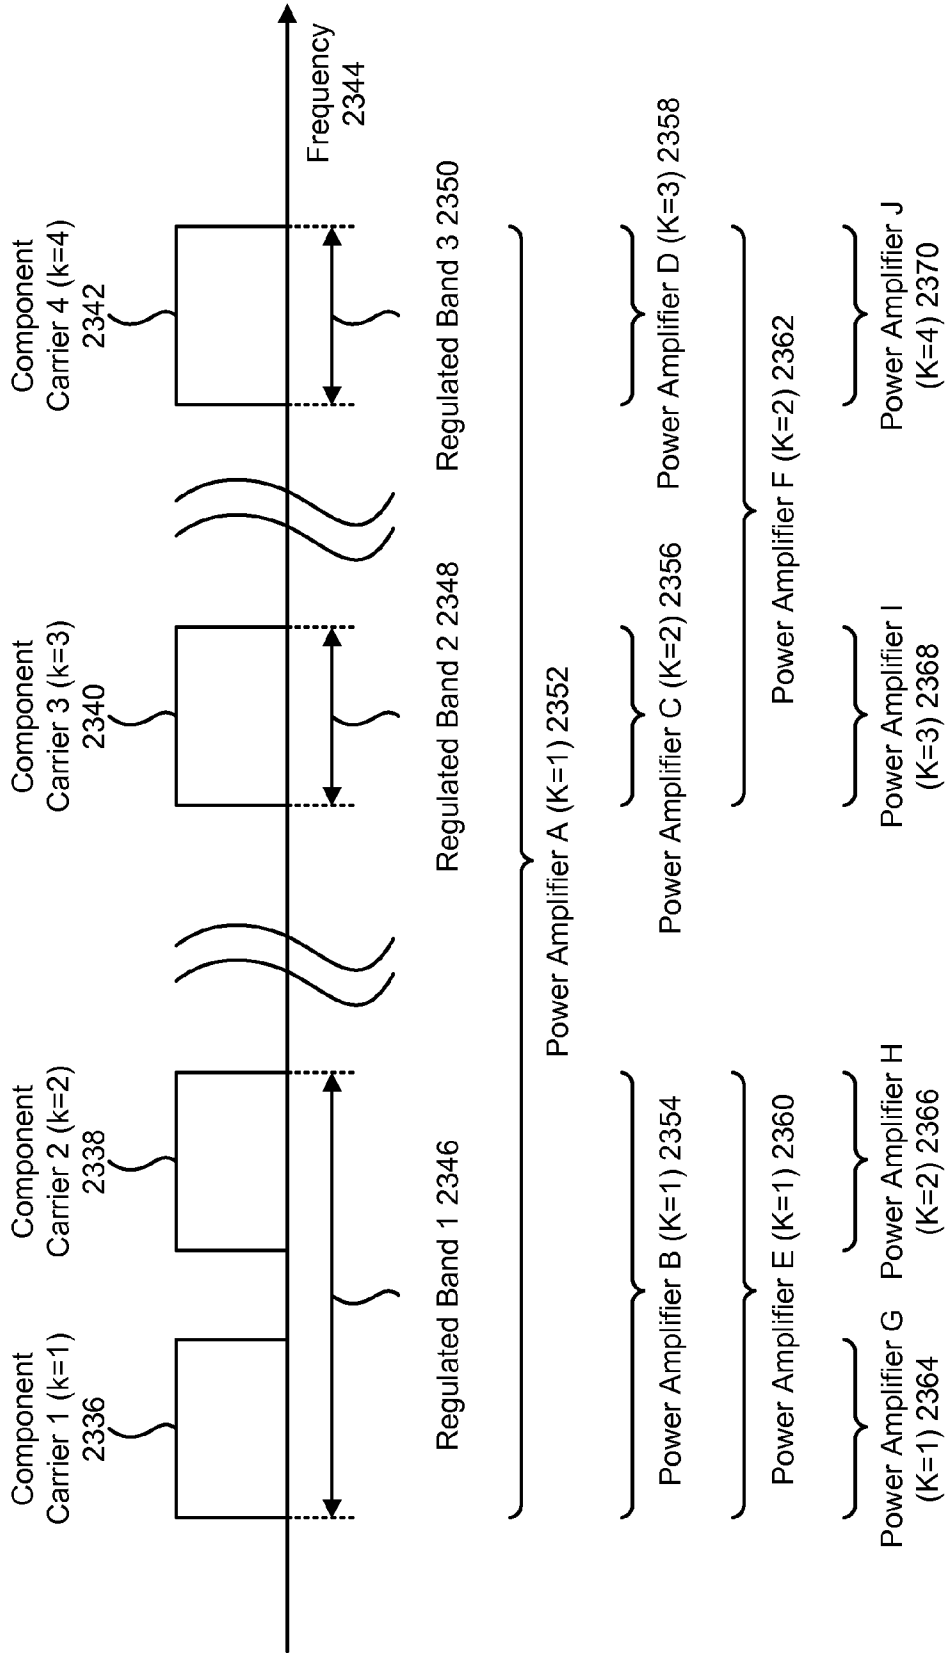 Component
Carrier 1 (k=1)
2336
Component
Carrier 2 (k=2)
2338
Component
Carrier 3 (k=3)
2340
Component
Carrier 4 (k=4)
2342
Frequency
2344
Regulated Band 1 2346
Regulated Band 2 2348
Regulated Band 3 2350
Power Amplifier A (K=1) 2352
Power Amplifier B (K=1) 2354
Power Amplifier C (K=2) 2356
Power Amplifier D (K=3) 2358
Power Amplifier E (K=1) 2360
Power Amplifier F (K=2) 2362
Power Amplifier G
(K=1) 2364
Power Amplifier H
(K=2) 2366
Power Amplifier I
(K=3) 2368
Power Amplifier J
(K=4) 2370